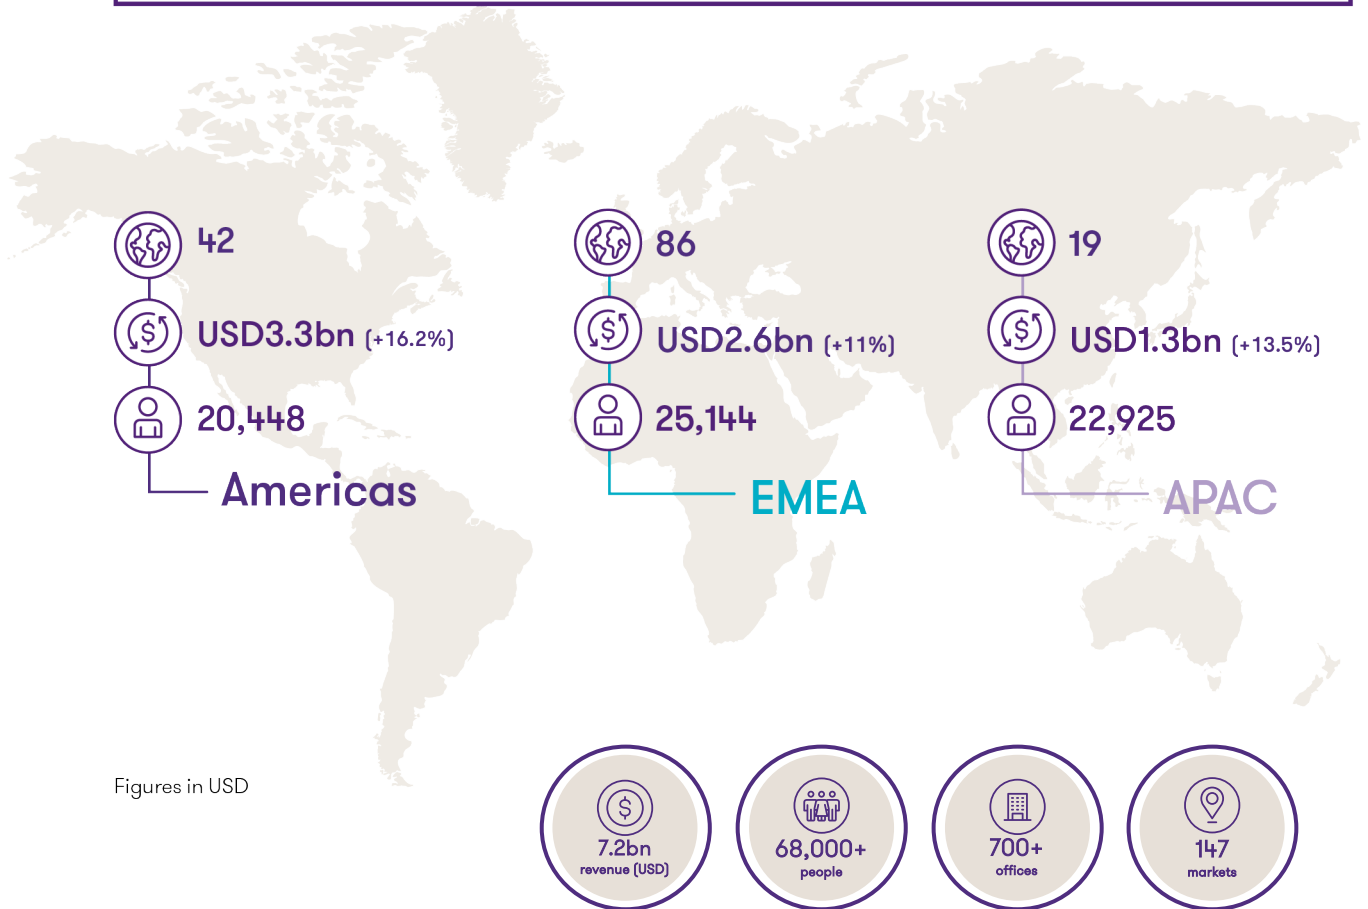 42
USD3.3bn (+16.2%)
20,448
Americas
86
USD2.6bn (+11%)
25,144
EMEA
19
USD1.3bn (+13.5%)
22,925
APAC
Figures in USD
7.2bn
revenue (USD)
68,000+
people
700+
offices
147
markets